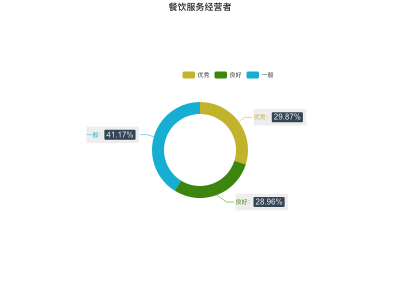 餐饮服务经营者
优秀 良好 一般
优秀: 29.87%
一般: 41.17%
良好: 28.96%